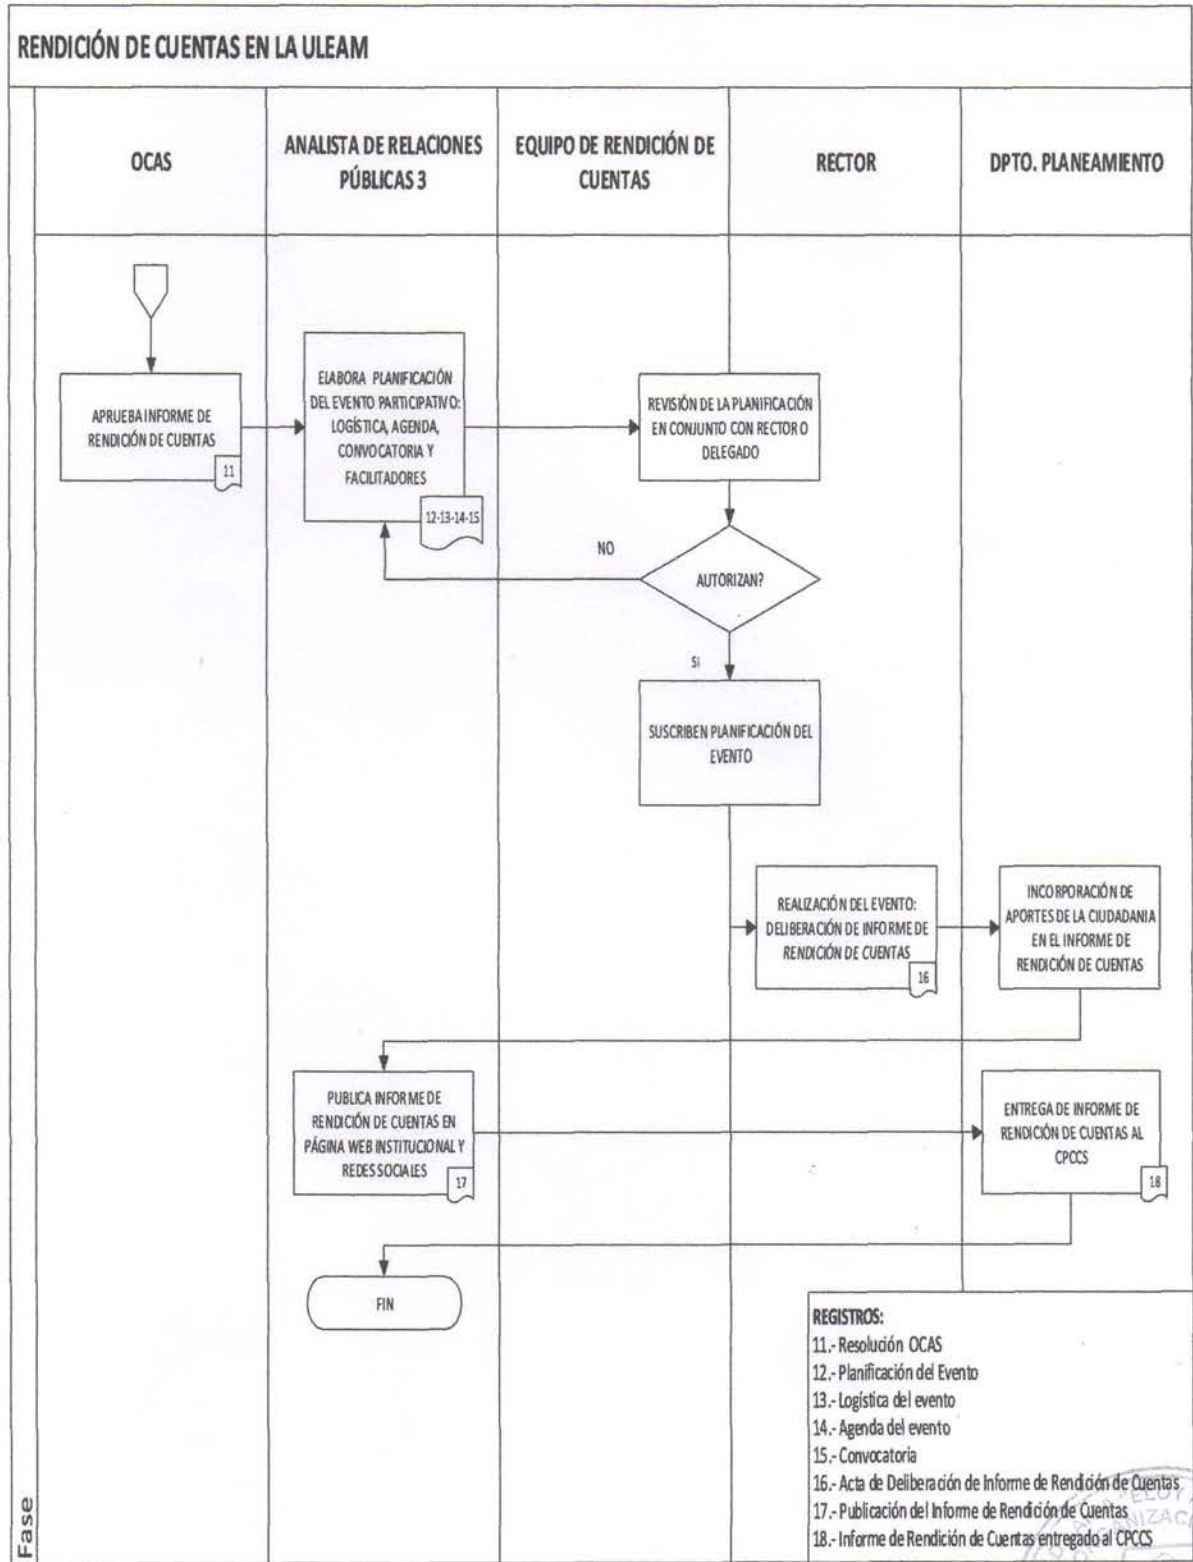 RENDICIÓN DE CUENTAS EN LA ULEAM
OCAS
ANALISTA DE RELACIONES
PÚBLICAS 3
EQUIPO DE RENDICIÓN DE
CUENTAS
RECTOR
DPTO. PLANEAMIENTO
APRUEBA INFORME DE
RENDICIÓN DE CUENTAS
11
ELABORA PLANIFICACIÓN
DEL EVENTO PARTICIPATIVO:
LOGÍSTICA, AGENDA,
CONVOCATORIA Y
FACILITADORES
12-13-14-15
REVISIÓN DE LA PLANIFICACIÓN
EN CONJUNTO CON RECTOR O
DELEGADO
NO
AUTORIZAN?
SI
SUSCRIBEN PLANIFICACIÓN DEL
EVENTO
REALIZACIÓN DEL EVENTO:
DELIBERACIÓN DE INFORME DE
RENDICIÓN DE CUENTAS
16
INCORPORACIÓN DE
APORTES DE LA CIUDADANIA
EN EL INFORME DE
RENDICIÓN DE CUENTAS
PUBLICA INFORME DE
RENDICIÓN DE CUENTAS EN
PÁGINA WEB INSTITUCIONAL Y
REDES SOCIALES
17
ENTREGA DE INFORME DE
RENDICIÓN DE CUENTAS AL
CPCCS
18
FIN
REGISTROS:
11.- Resolución OCAS
12.- Planificación del Evento
13.- Logística del evento
14.- Agenda del evento
15.- Convocatoria
16.- Acta de Deliberación de Informe de Rendición de Cuentas
17.- Publicación del Informe de Rendición de Cuentas
18.- Informe de Rendición de Cuentas entregado al CPCCS
Fase